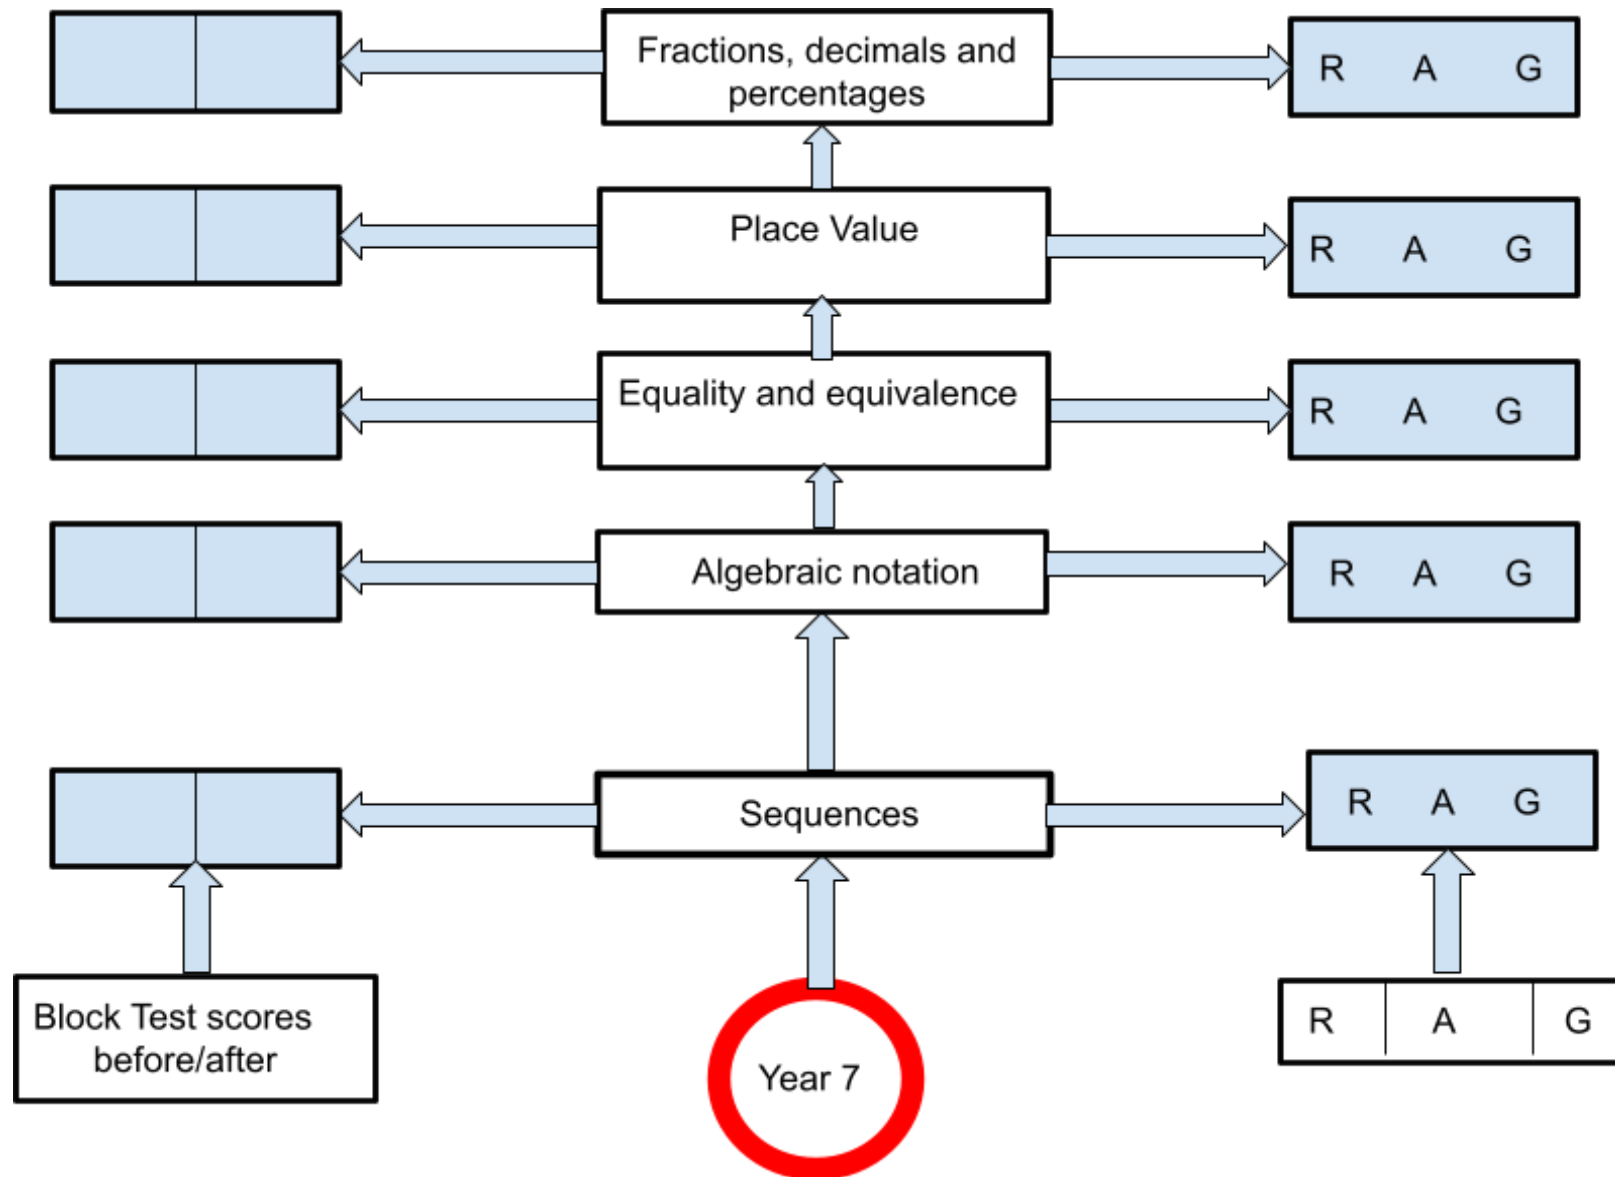 Fractions, decimals and
percentages
R A G
Place Value
R A G
Equality and equivalence
R A G
Algebraic notation
R A G
Sequences
R A G
Block Test scores
before/after
Year 7
R A G